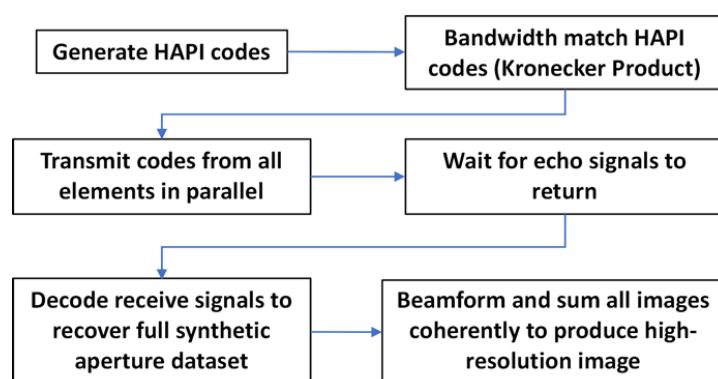 Generate HAPI codes
Bandwidth match HAPI
codes (Kronecker Product)
Transmit codes from all
elements in parallel
Wait for echo signals to
return
Decode receive signals to
recover full synthetic
aperture dataset
Beamform and sum all images
coherently to produce high-
resolution image